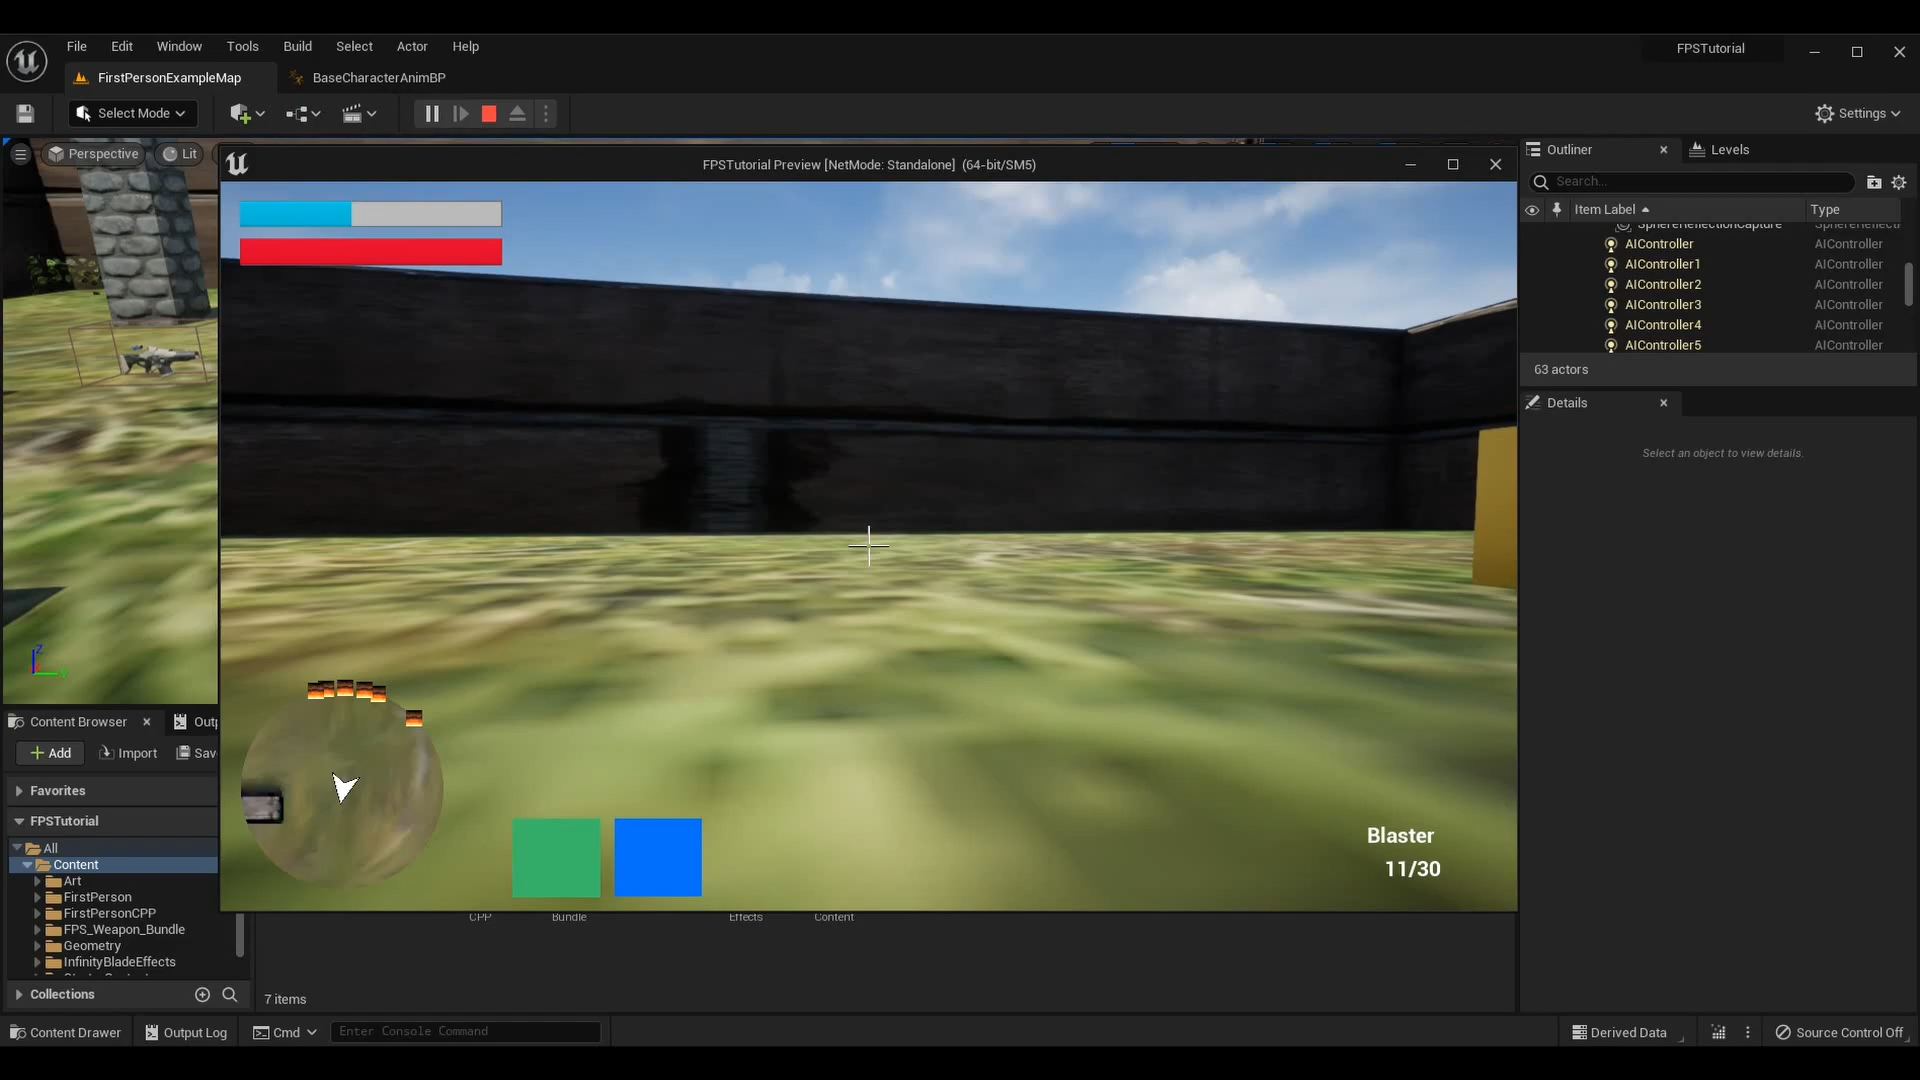 File Edit Window Tools Build Select Actor Help
FPSTutorial
FirstPersonExampleMap
BaseCharacterAnimBP
Select Mode
Settings
Perspective
Lit
FPSTutorial Preview [NetMode: Standalone] (64-bit/SM5)
Outliner
Levels
Search...
Item Label
Type
SphereReflectionCapture
AIController AIController
AIController1 AIController
AIController2 AIController
AIController3 AIController
AIController4 AIController
AIController5 AIController
63 actors
Details
Select an object to view details.
Z
Content Browser
Outp
Add
Import
Sav
Favorites
FPSTutorial
All
Content
Art
FirstPerson
FirstPersonCPP
FPS_Weapon_Bundle
Geometry
InfinityBladeEffects
Collections
Blaster
11/30
CPP
Bundle
Effects
Content
7 items
Content Drawer
Output Log
Cmd
Enter Console Command
Derived Data
Source Control Off